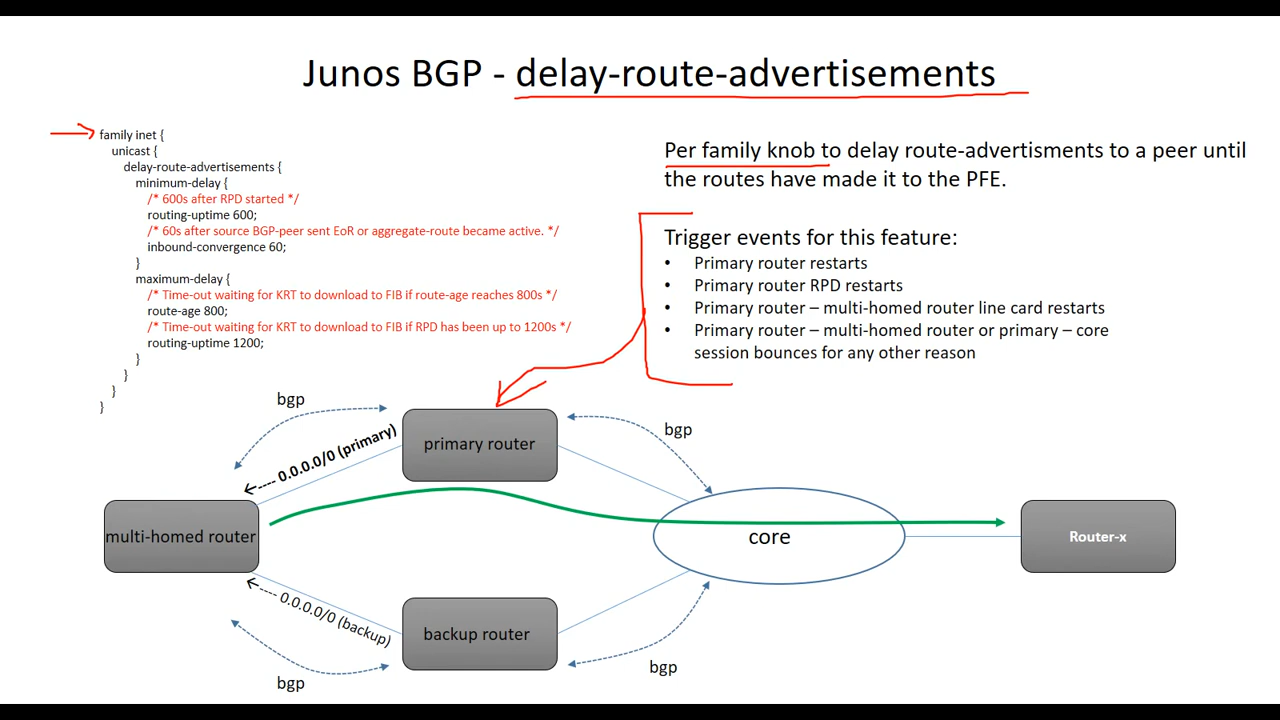 Junos BGP - delay-route-advertisements
family inet {
unicast {
delay-route-advertisements {
minimum-delay {
/* 600s after RPD started */
routing-uptime 600;
/* 60s after source BGP-peer sent EoR or aggregate-route became active. */
inbound-convergence 60;
}
maximum-delay {
/* Time-out waiting for KRT to download to FIB if route-age reaches 800s */
route-age 800;
/* Time-out waiting for KRT to download to FIB if RPD has been up to 1200s */
routing-uptime 1200;
}
}
}
}
Per family knob to delay route-advertisments to a peer until
the routes have made it to the PFE.
Trigger events for this feature:
• Primary router restarts
• Primary router RPD restarts
• Primary router – multi-homed router line card restarts
• Primary router – multi-homed router or primary – core
session bounces for any other reason
bgp
<---- 0.0.0.0/0 (primary)
primary router
bgp
multi-homed router
core
Router-x
<---- 0.0.0.0/0 (backup)
backup router
bgp
bgp